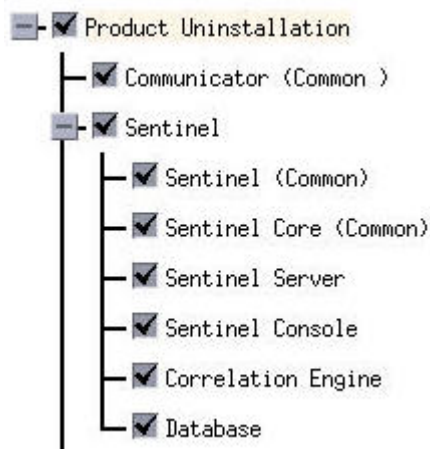 Product Uninstallation
Communicator (Common )
Sentinel
Sentinel (Common)
Sentinel Core (Common)
Sentinel Server
Sentinel Console
Correlation Engine
Database